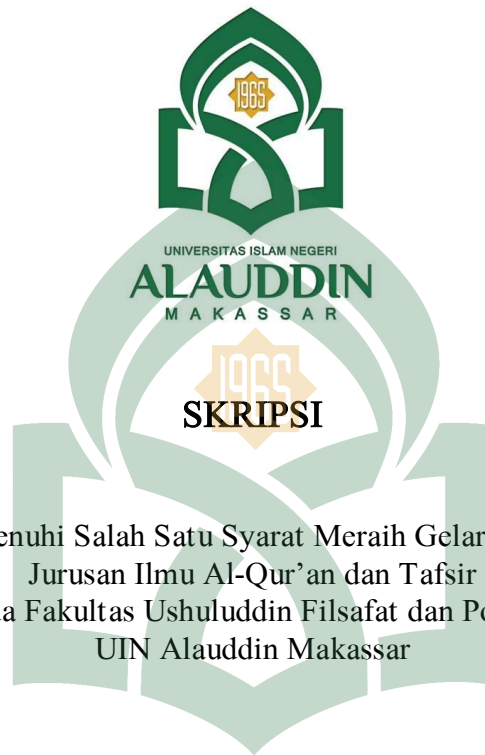 1965
UNIVERSITAS ISLAM NEGERI
ALAUDDIN
MAKASSAR
1965
SKRIPSI
Salah Satu Syarat Meraih Gelar
Jurusan Ilmu Al-Qur’an dan Tafsir
Fakultas Ushuluddin Filsafat dan
UIN Alauddin Makassar